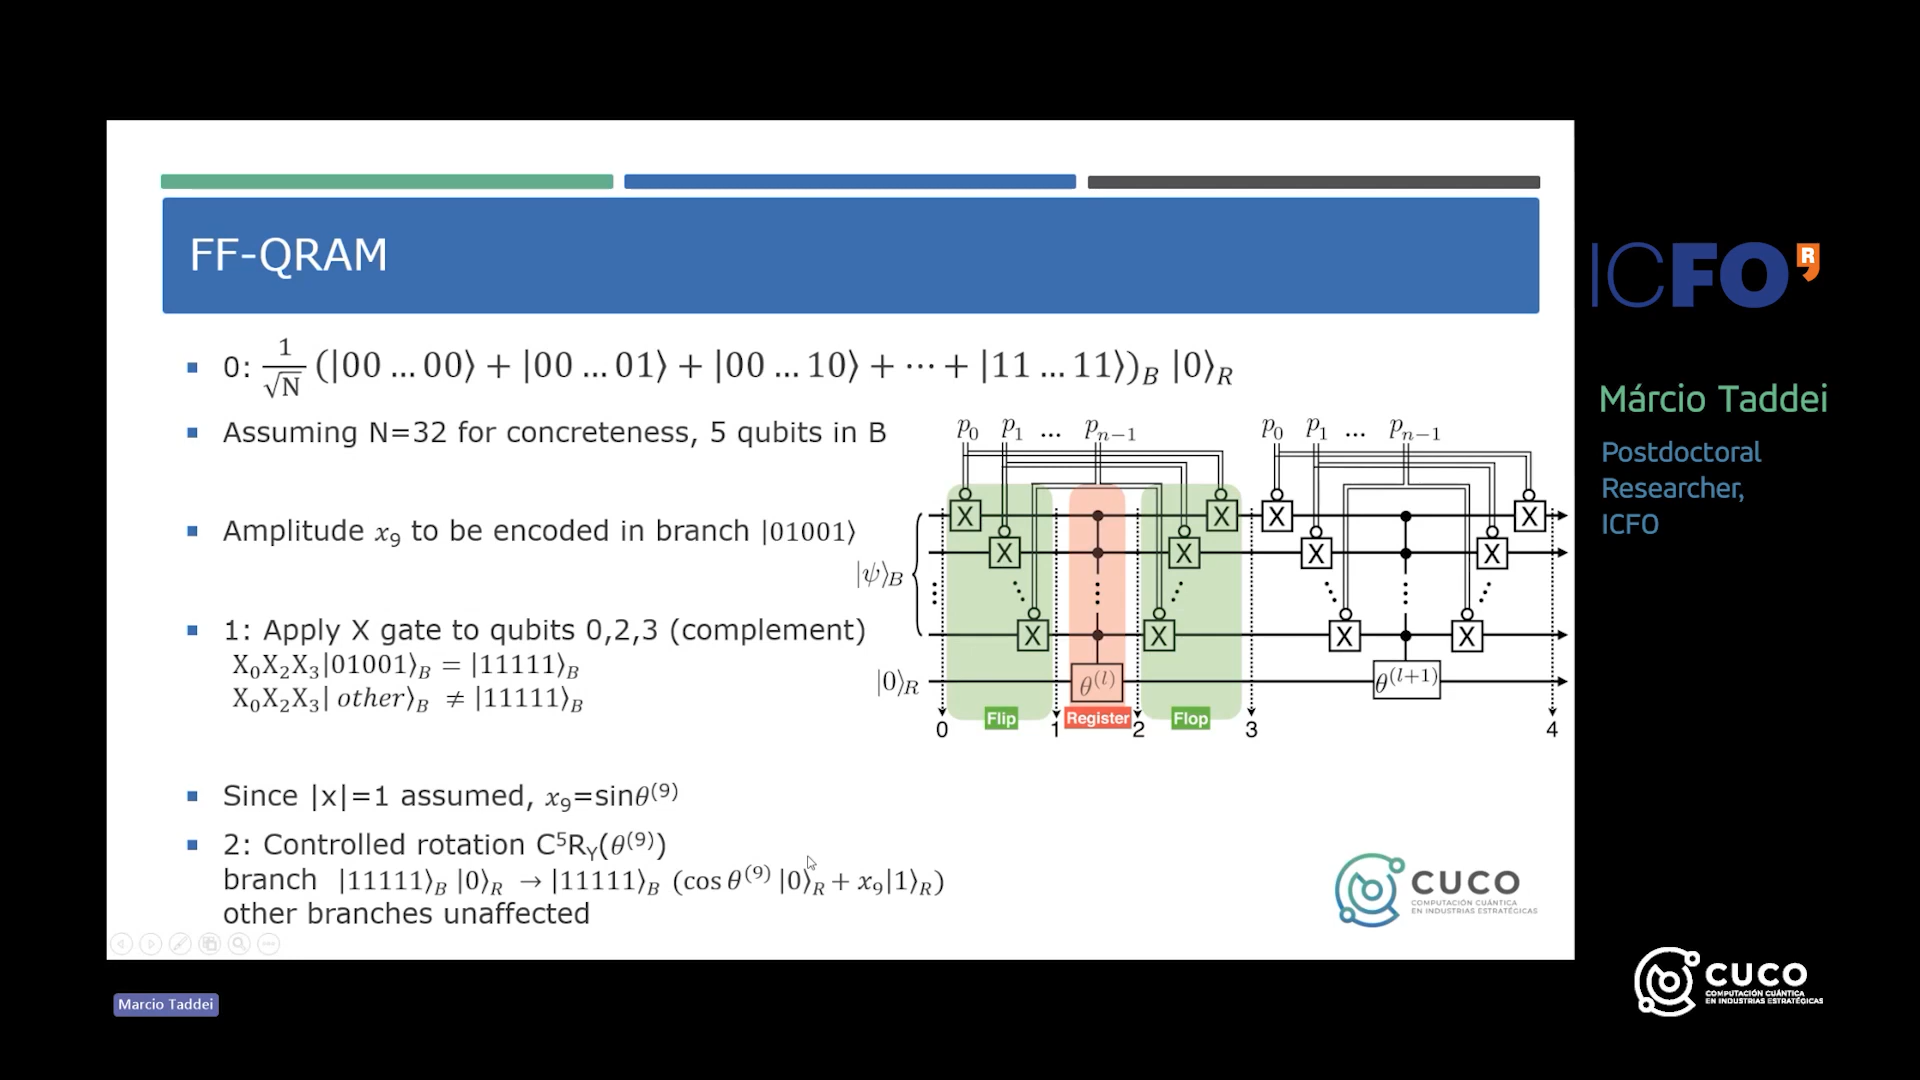 FF-QRAM
0: 1/√N (|00 … 00⟩ + |00 … 01⟩ + |00 … 10⟩ + ⋯ + |11 … 11⟩)_B |0⟩_R
Assuming N=32 for concreteness, 5 qubits in B
Amplitude x₉ to be encoded in branch |01001⟩
1: Apply X gate to qubits 0,2,3 (complement)
X₀X₂X₃|01001⟩_B = |11111⟩_B
X₀X₂X₃| other⟩_B ≠ |11111⟩_B
Since |x|=1 assumed, x₉=sinθ⁽⁹⁾
2: Controlled rotation C⁵R_Y(θ⁽⁹⁾)
branch |11111⟩_B |0⟩_R → |11111⟩_B (cos θ⁽⁹⁾ |0⟩_R + x₉|1⟩_R)
other branches unaffected
p₀ p₁ … pₙ₋₁ p₀ p₁ … pₙ₋₁
X X X X
X X X X
|ψ⟩_B
X X X X
|0⟩_R θ⁽ˡ⁾ θ⁽ˡ⁺¹⁾
Flip Register Flop
0 1 2 3 4
CUCO
COMPUTACIÓN CUÁNTICA
EN INDUSTRIAS ESTRATÉGICAS
ICFO R
Márcio Taddei
Postdoctoral
Researcher,
ICFO
CUCO
COMPUTACIÓN CUÁNTICA
EN INDUSTRIAS ESTRATÉGICAS
Marcio Taddei